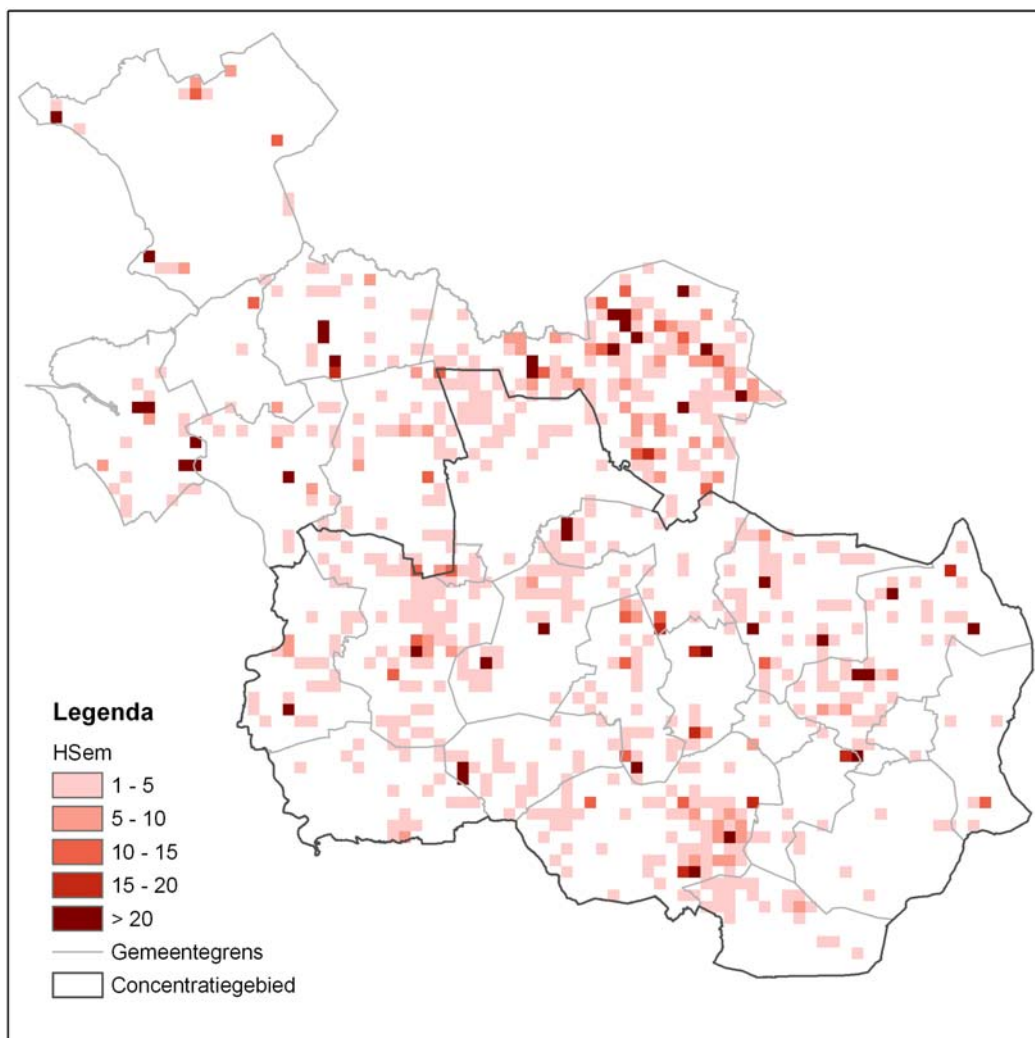 Legenda
HSem
1 - 5
5 - 10
10 - 15
15 - 20
> 20
Gemeentegrens
Concentratiegebied